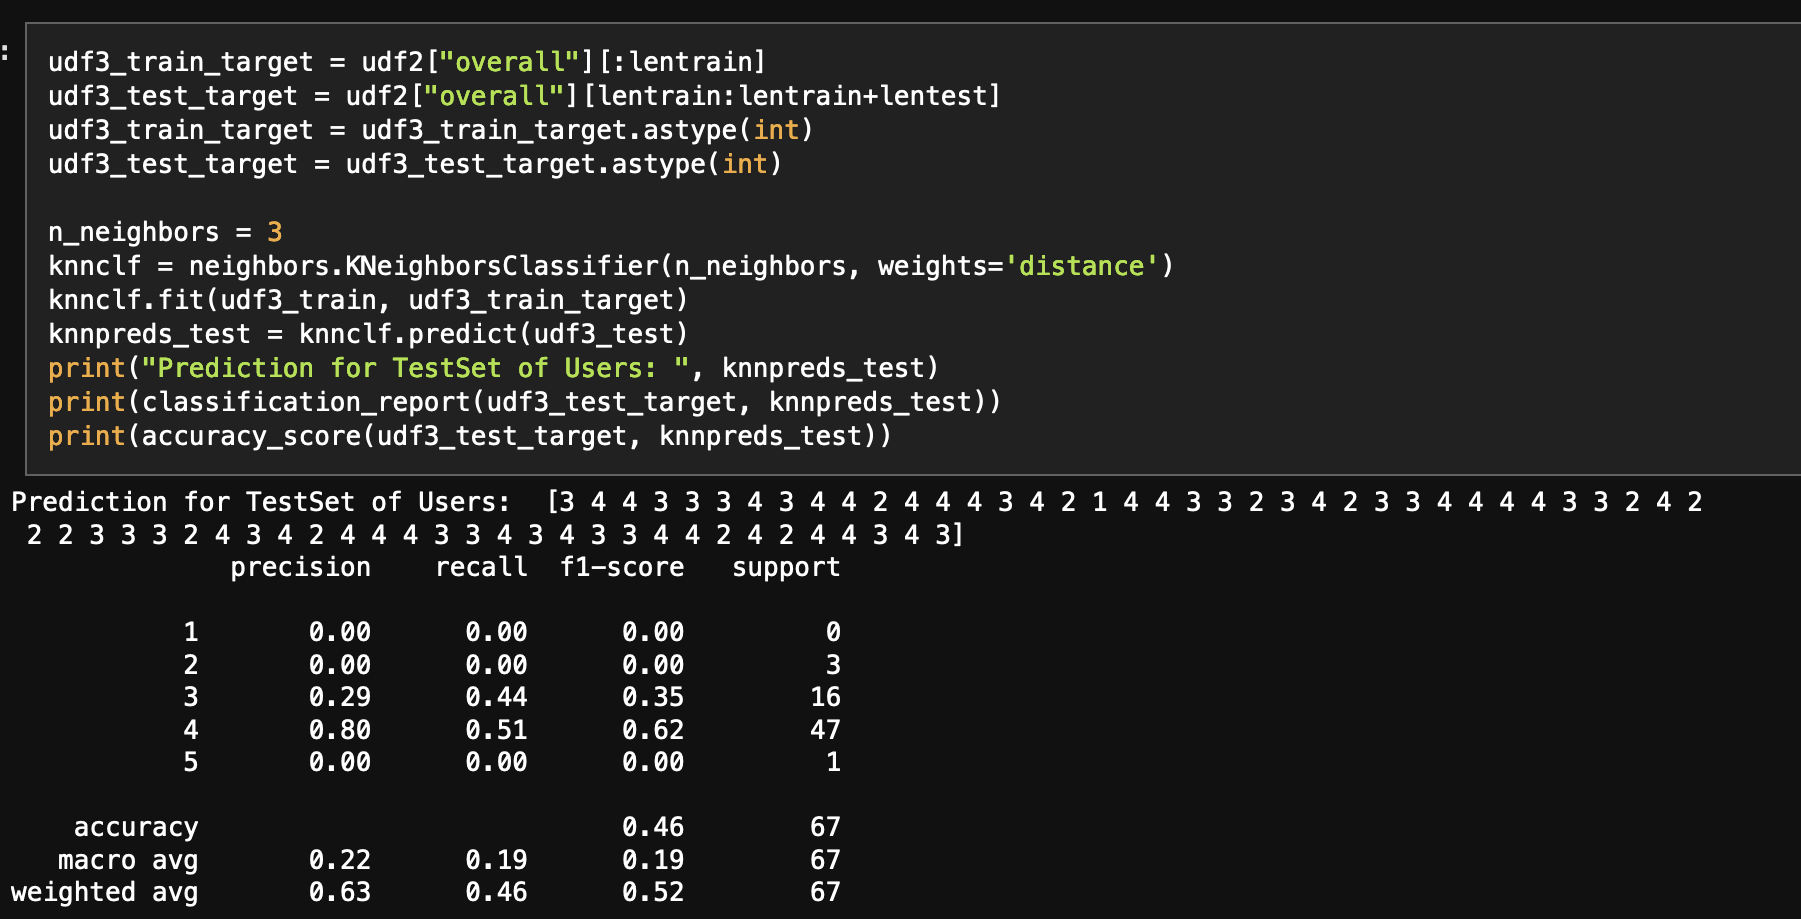 :
udf3_train_target = udf2["overall"][:lentrain]
udf3_test_target = udf2["overall"][lentrain:lentrain+lentest]
udf3_train_target = udf3_train_target.astype(int)
udf3_test_target = udf3_test_target.astype(int)
n_neighbors = 3
knnclf = neighbors.KNeighborsClassifier(n_neighbors, weights='distance')
knnclf.fit(udf3_train, udf3_train_target)
knnpreds_test = knnclf.predict(udf3_test)
print("Prediction for TestSet of Users: ", knnpreds_test)
print(classification_report(udf3_test_target, knnpreds_test))
print(accuracy_score(udf3_test_target, knnpreds_test))
Prediction for TestSet of Users:  [3 4 4 3 3 3 4 3 4 4 2 4 4 4 3 4 2 1 4 4 3 3 2 3 4 2 3 3 4 4 4 4 3 3 2 4 2
 2 2 3 3 3 2 4 3 4 2 4 4 4 3 3 4 3 4 3 3 4 4 2 4 2 4 4 3 4 3]
precision    recall  f1-score   support
1       0.00      0.00      0.00         0
2       0.00      0.00      0.00         3
3       0.29      0.44      0.35        16
4       0.80      0.51      0.62        47
5       0.00      0.00      0.00         1
accuracy                           0.46        67
macro avg       0.22      0.19      0.19        67
weighted avg       0.63      0.46      0.52        67